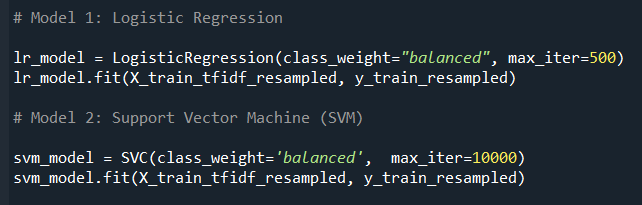 # Model 1: Logistic Regression
lr_model = LogisticRegression(class_weight="balanced", max_iter=500)
lr_model.fit(X_train_tfidf_resampled, y_train_resampled)
# Model 2: Support Vector Machine (SVM)
svm_model = SVC(class_weight='balanced',  max_iter=10000)
svm_model.fit(X_train_tfidf_resampled, y_train_resampled)